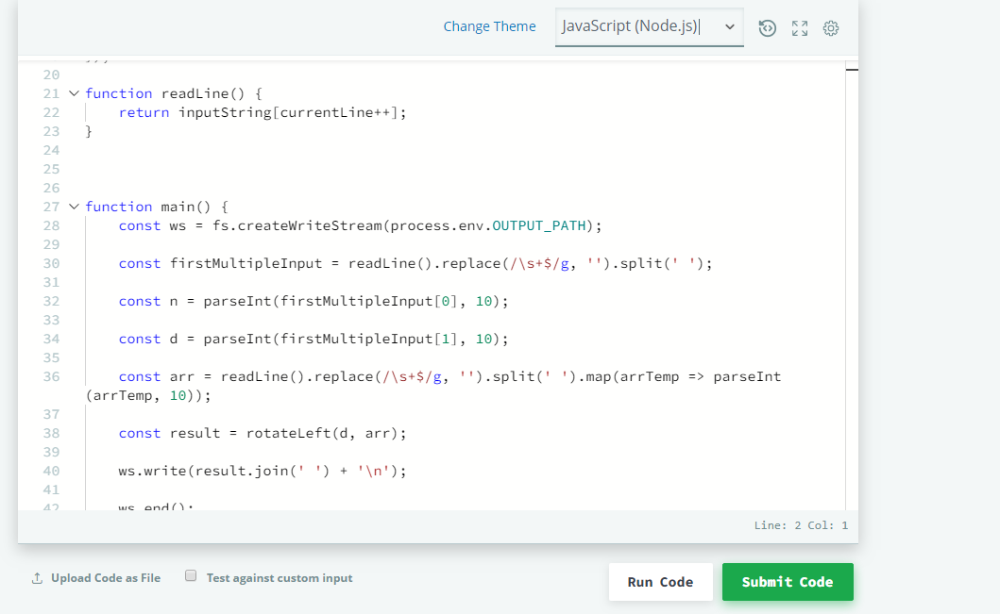 Change Theme JavaScript (Node.js)
20
21 function readLine() {
22 return inputString[currentLine++];
23 }
24
25
26
27 function main() {
28 const ws = fs.createWriteStream(process.env.OUTPUT_PATH);
29
30 const firstMultipleInput = readLine().replace(/\s+$/g, '').split(' ');
31
32 const n = parseInt(firstMultipleInput[0], 10);
33
34 const d = parseInt(firstMultipleInput[1], 10);
35
36 const arr = readLine().replace(/\s+$/g, '').split(' ').map(arrTemp => parseInt
(arrTemp, 10));
37
38 const result = rotateLeft(d, arr);
39
40 ws.write(result.join(' ') + '\n');
41
42 ws.end();
Line: 2 Col: 1
Upload Code as File Test against custom input Run Code Submit Code